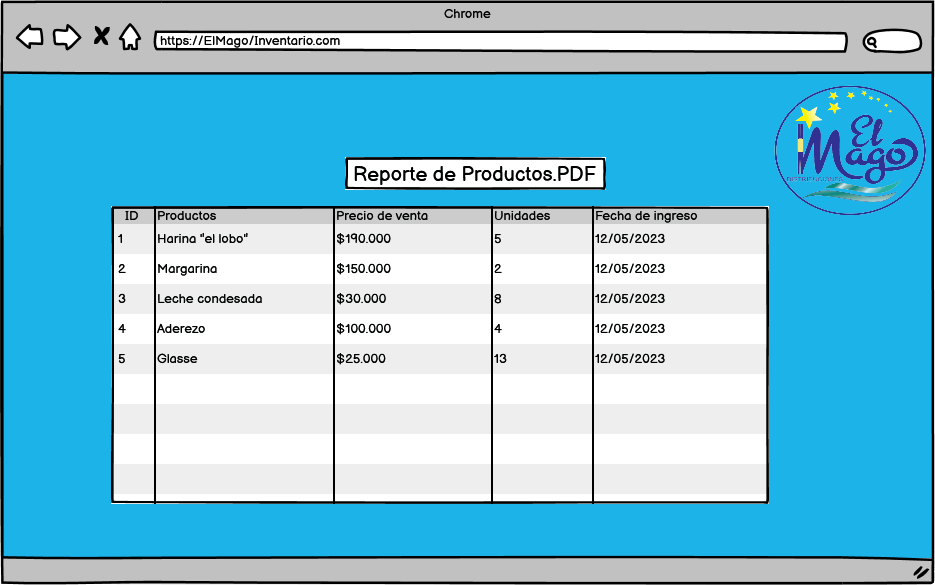 Chrome
https://ElMago/Inventario.com
El
Mago
Reporte de Productos.PDF
ID Productos Precio de venta Unidades Fecha de ingreso
1 Harina "el lobo" $190.000 5 12/05/2023
2 Margarina $150.000 2 12/05/2023
3 Leche condesada $30.000 8 12/05/2023
4 Aderezo $100.000 4 12/05/2023
5 Glasse $25.000 13 12/05/2023